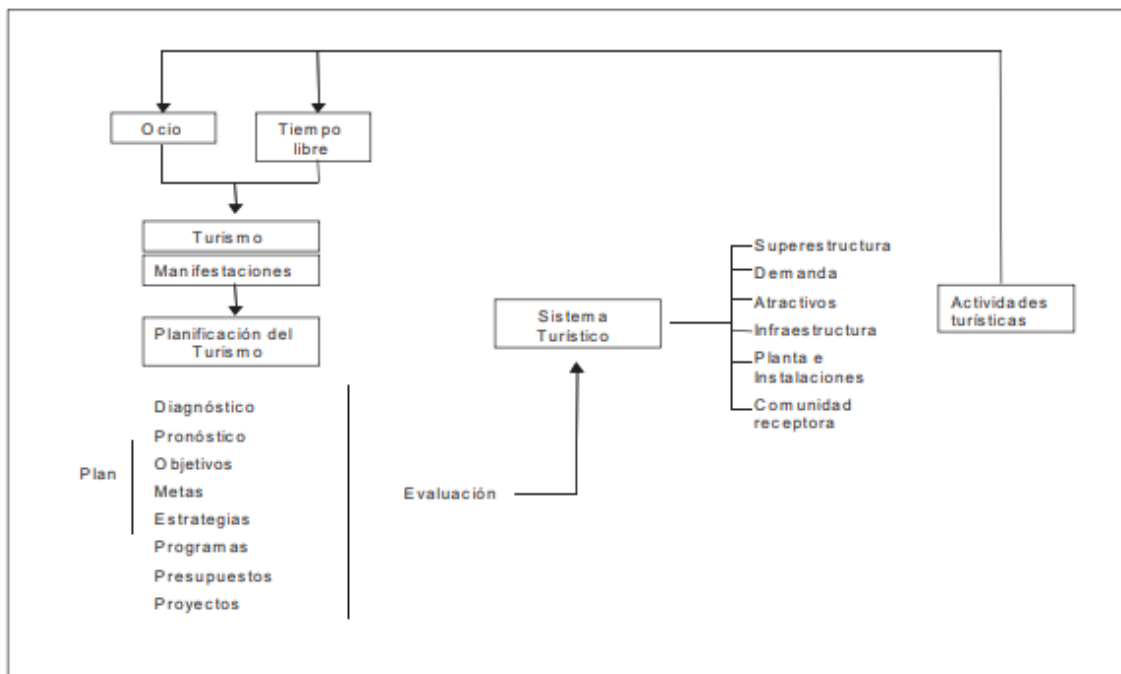 Ocio
Tiempo
libre
Turismo
Manifestaciones
Planificación del
Turismo
Diagnóstico
Pronóstico
Objetivos
Metas
Estrategias
Programas
Presupuestos
Proyectos
Plan
Evaluación
Sistema
Turístico
Superestructura
Demanda
Atractivos
Infraestructura
Planta e
Instalaciones
Comunidad
receptora
Actividades
turísticas